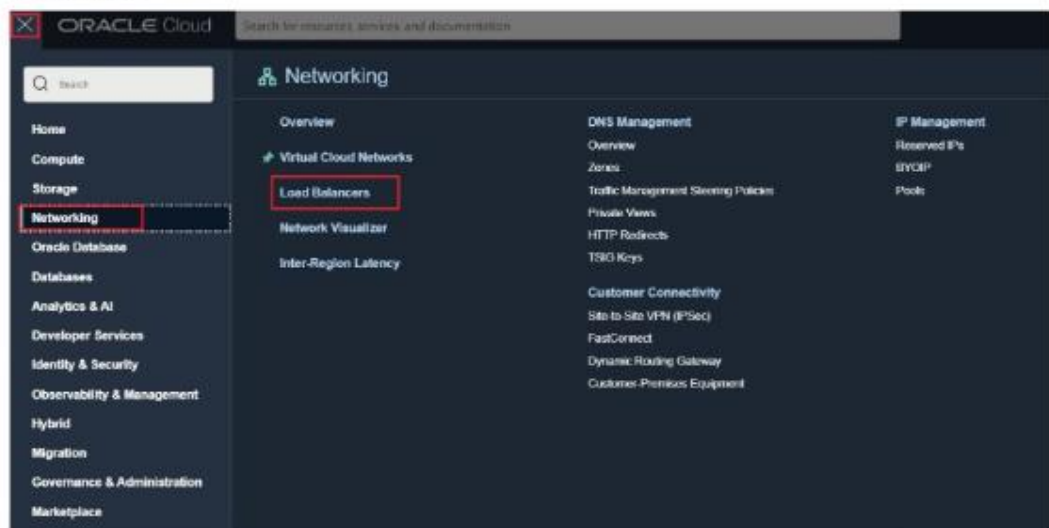 ORACLE Cloud
Search for resources, services, and documentation
Search
Home
Compute
Storage
Networking
Oracle Database
Databases
Analytics & AI
Developer Services
Identity & Security
Observability & Management
Hybrid
Migration
Governance & Administration
Marketplace
Networking
Overview
Virtual Cloud Networks
Load Balancers
Network Visualizer
Inter-Region Latency
DNS Management
Overview
Zones
Traffic Management Steering Policies
Private Views
HTTP Redirects
TSIG Keys
Customer Connectivity
Site-to-Site VPN (IPSec)
FastConnect
Dynamic Routing Gateway
Customer-Premises Equipment
IP Management
Reserved IPs
BYOIP
Pools